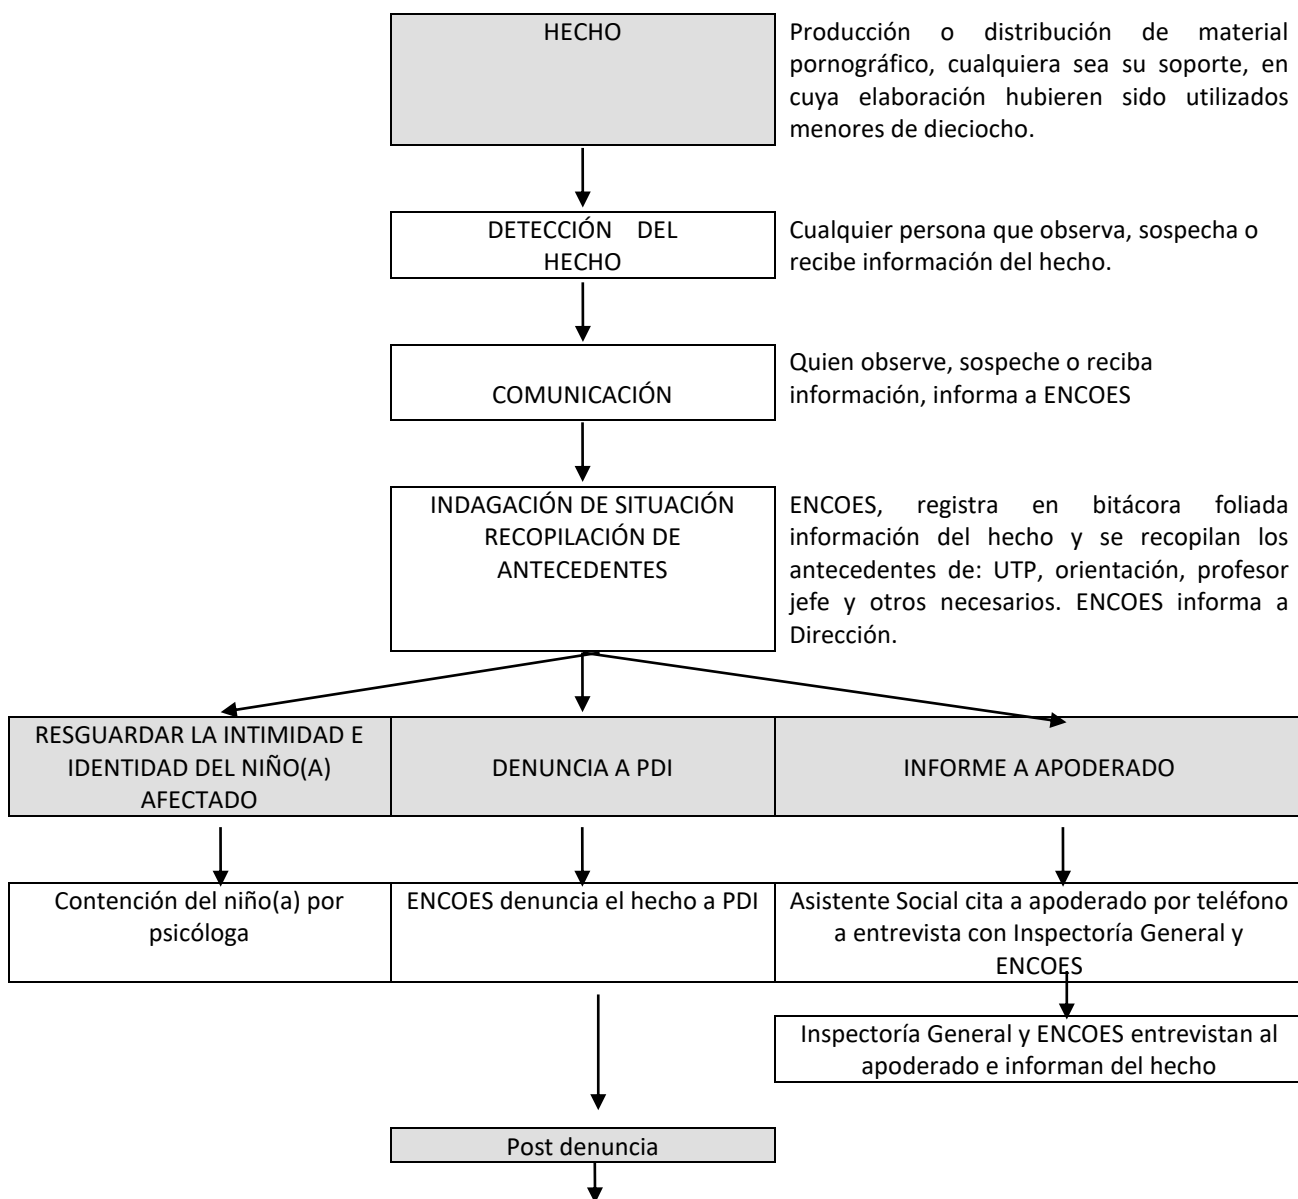 HECHO
Producción o distribución de material
pornográfico, cualquiera sea su soporte, en
cuya elaboración hubieren sido utilizados
menores de dieciocho.
DETECCIÓN DEL
HECHO
Cualquier persona que observa, sospecha o
recibe información del hecho.
COMUNICACIÓN
Quien observe, sospeche o reciba
información, informa a ENCOES
INDAGACIÓN DE SITUACIÓN
RECOPILACIÓN DE
ANTECEDENTES
ENCOES, registra en bitácora foliada
información del hecho y se recopilan los
antecedentes de: UTP, orientación, profesor
jefe y otros necesarios. ENCOES informa a
Dirección.
RESGUARDAR LA INTIMIDAD E
IDENTIDAD DEL NIÑO(A)
AFECTADO
DENUNCIA A PDI
INFORME A APODERADO
Contención del niño(a) por
psicóloga
ENCOES denuncia el hecho a PDI
Asistente Social cita a apoderado por teléfono
a entrevista con Inspectoría General y
ENCOES
Inspectoría General y ENCOES entrevistan al
apoderado e informan del hecho
Post denuncia